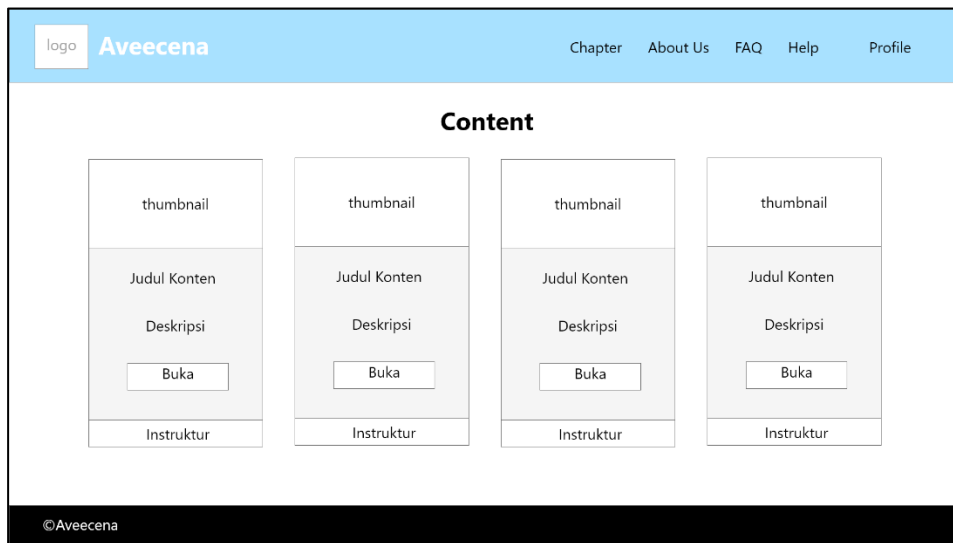 logo Aveecena Chapter About Us FAQ Help Profile
Content
thumbnail thumbnail thumbnail thumbnail
Judul Konten Judul Konten Judul Konten Judul Konten
Deskripsi Deskripsi Deskripsi Deskripsi
Buka Buka Buka Buka
Instruktur Instruktur Instruktur Instruktur
©Aveecena